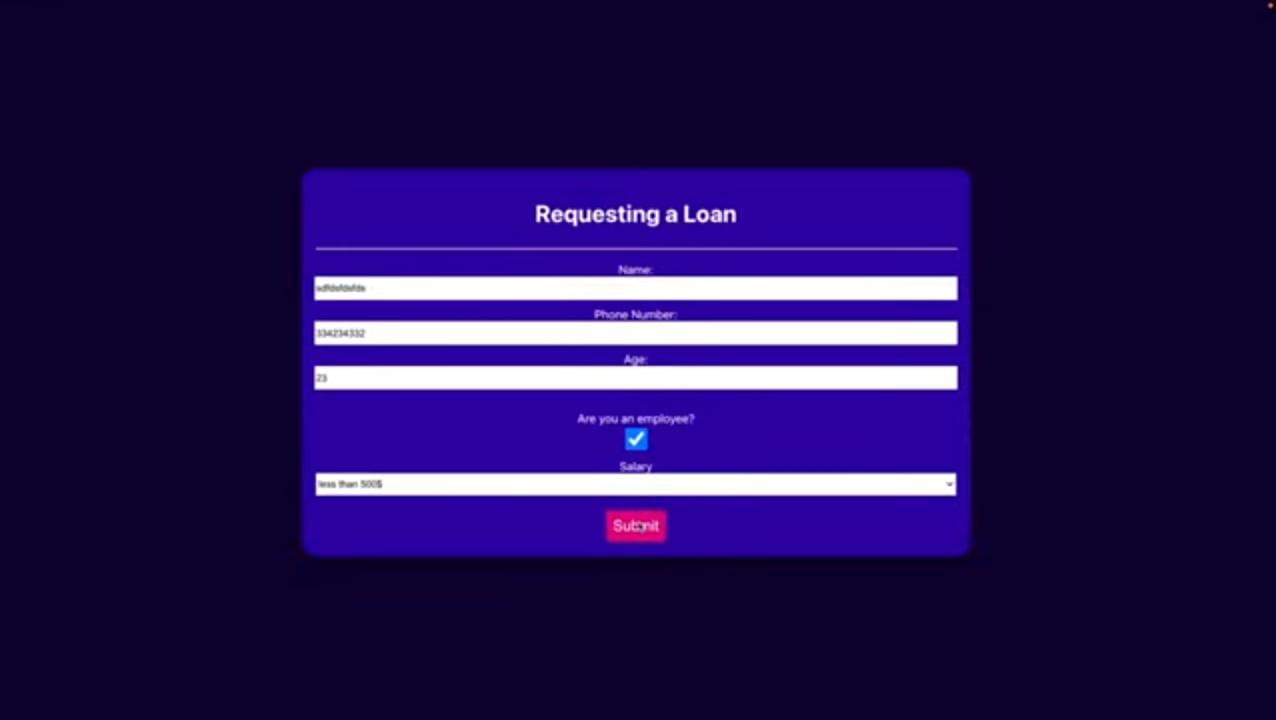 Requesting a Loan
Name:
sdfdsfdsfds
Phone Number:
334234332
Age:
23
Are you an employee?
Salary
less than 500$
Submit